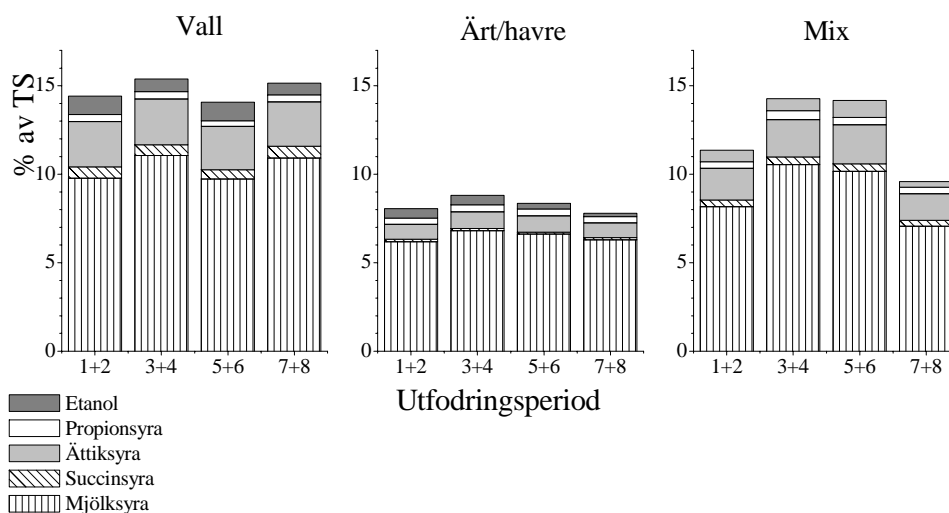 Vall
Ärt/havre
Mix
% av TS
15
10
5
0
1+2
3+4
5+6
7+8
15
10
5
0
1+2
3+4
5+6
7+8
15
10
5
0
1+2
3+4
5+6
7+8
Utfodringsperiod
Etanol
Propionsyra
Ättiksyra
Succinsyra
Mjölksyra